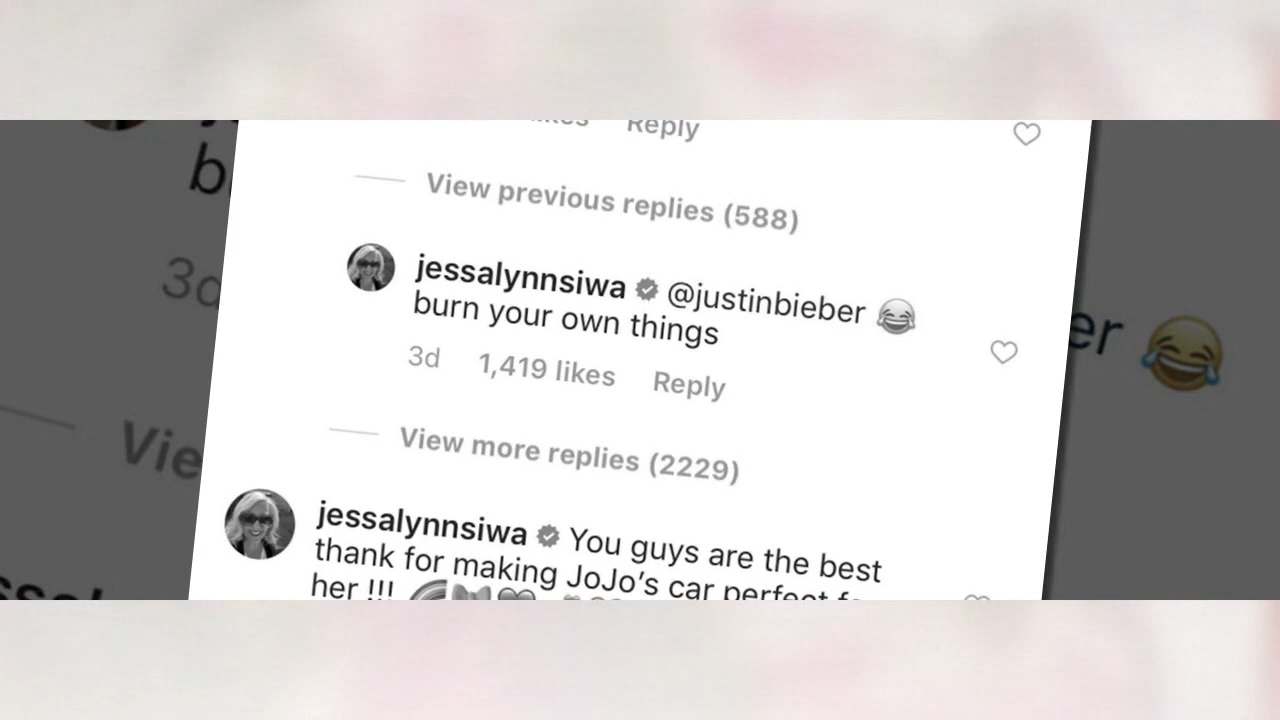 Reply
View previous replies (588)
jessalynnsiwa @justinbieber 😂
burn your own things
3d 1,419 likes Reply
View more replies (2229)
jessalynnsiwa You guys are the best
thank for making JoJo's car perfect
her !!!